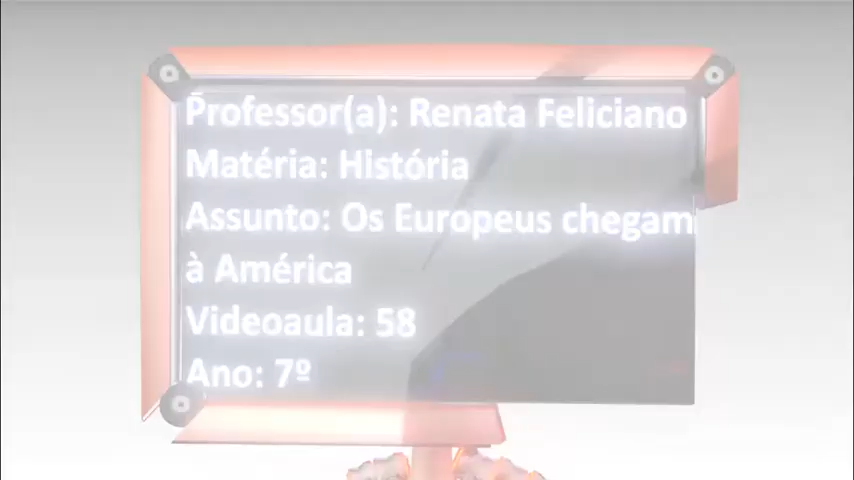 Professor(a): Renata Feliciano
Matéria: História
Assunto: Os Europeus chegam
à América
Videoaula: 58
Ano: 7º